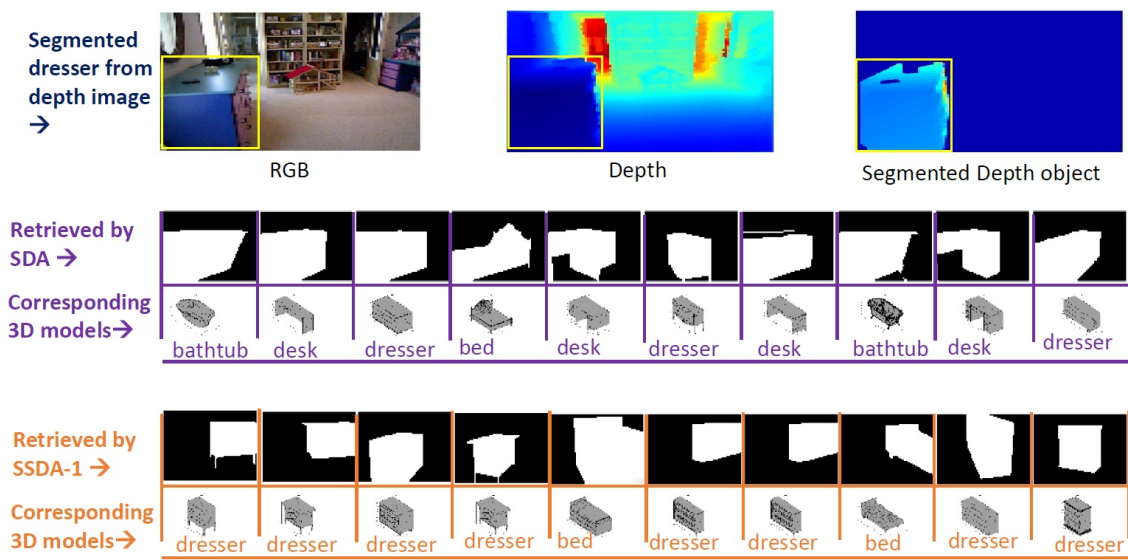 Segmented
dresser from
depth image
→
RGB
Depth
Segmented Depth object
Retrieved by
SDA →
Corresponding
3D models→
bathtub
desk
dresser
bed
desk
dresser
desk
bathtub
desk
dresser
Retrieved by
SSDA-1 →
Corresponding
3D models→
dresser
dresser
dresser
dresser
bed
dresser
dresser
bed
dresser
dresser